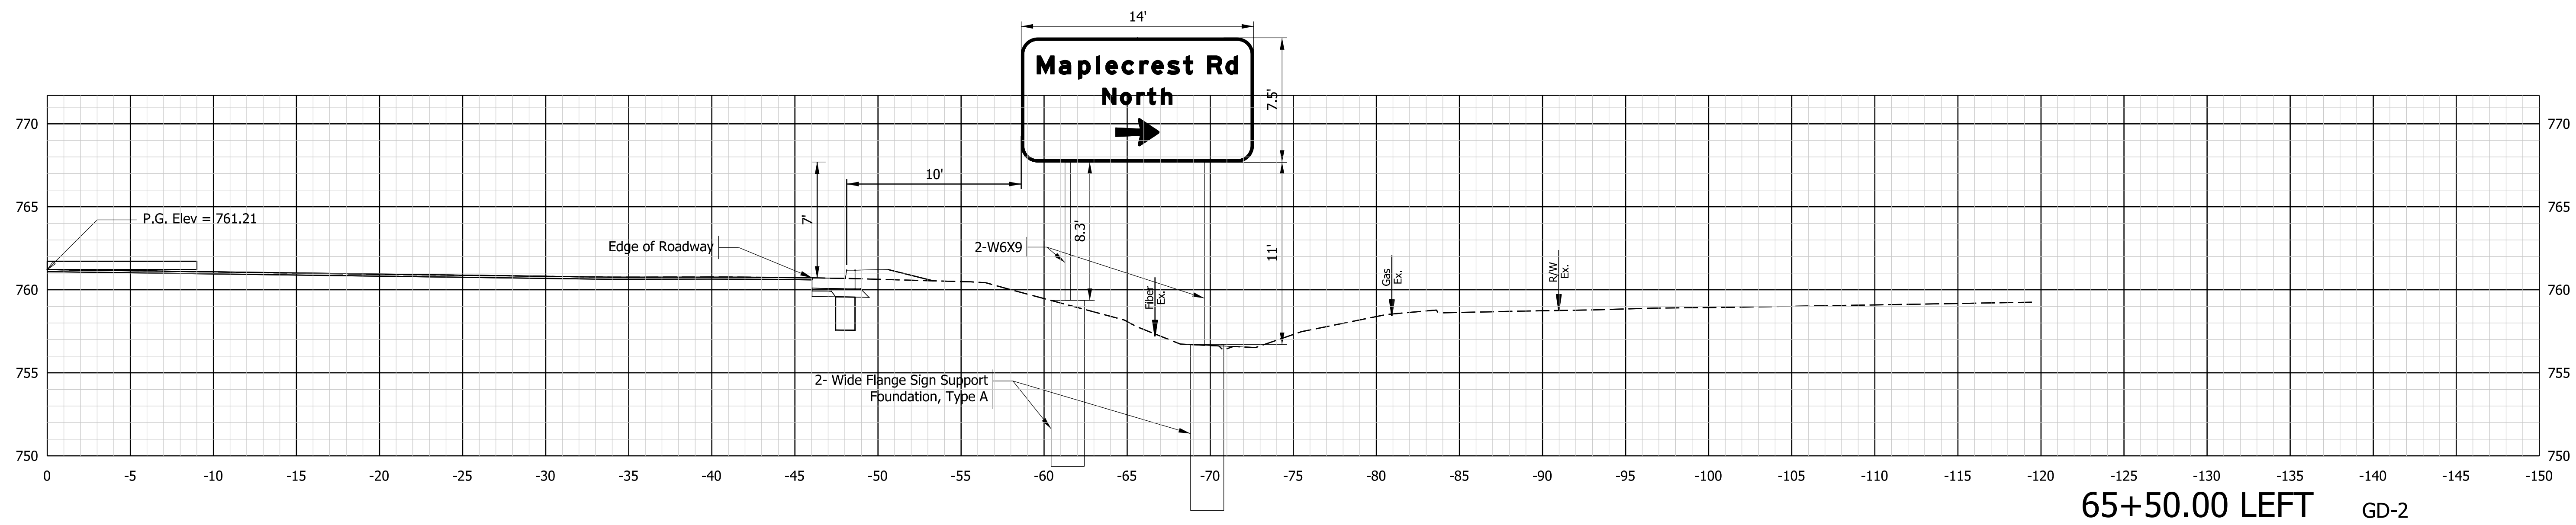 14'
Maplecrest Rd
North
7.5'
770
770
10'
765
P.G. Elev = 761.21
7'
8.3'
11'
765
Edge of Roadway
2-W6X9
Fiber
Ex.
Gas
Ex.
R/W
Ex.
760
760
755
2- Wide Flange Sign Support
Foundation, Type A
755
750
750
0 -5 -10 -15 -20 -25 -30 -35 -40 -45 -50 -55 -60 -65 -70 -75 -80 -85 -90 -95 -100 -105 -110 -115 -120 -125 -130 -135 -140 -145 -150
65+50.00 LEFT GD-2